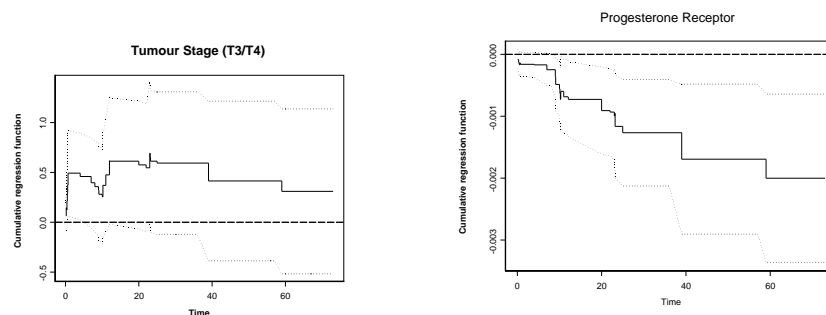 Tumour Stage (T3/T4)
Cumulative regression function
1.0
0.5
0.0
-0.5
0 20 40 60
Time
Progesterone Receptor
Cumulative regression function
0.000
-0.001
-0.002
-0.003
0 20 40 60
Time